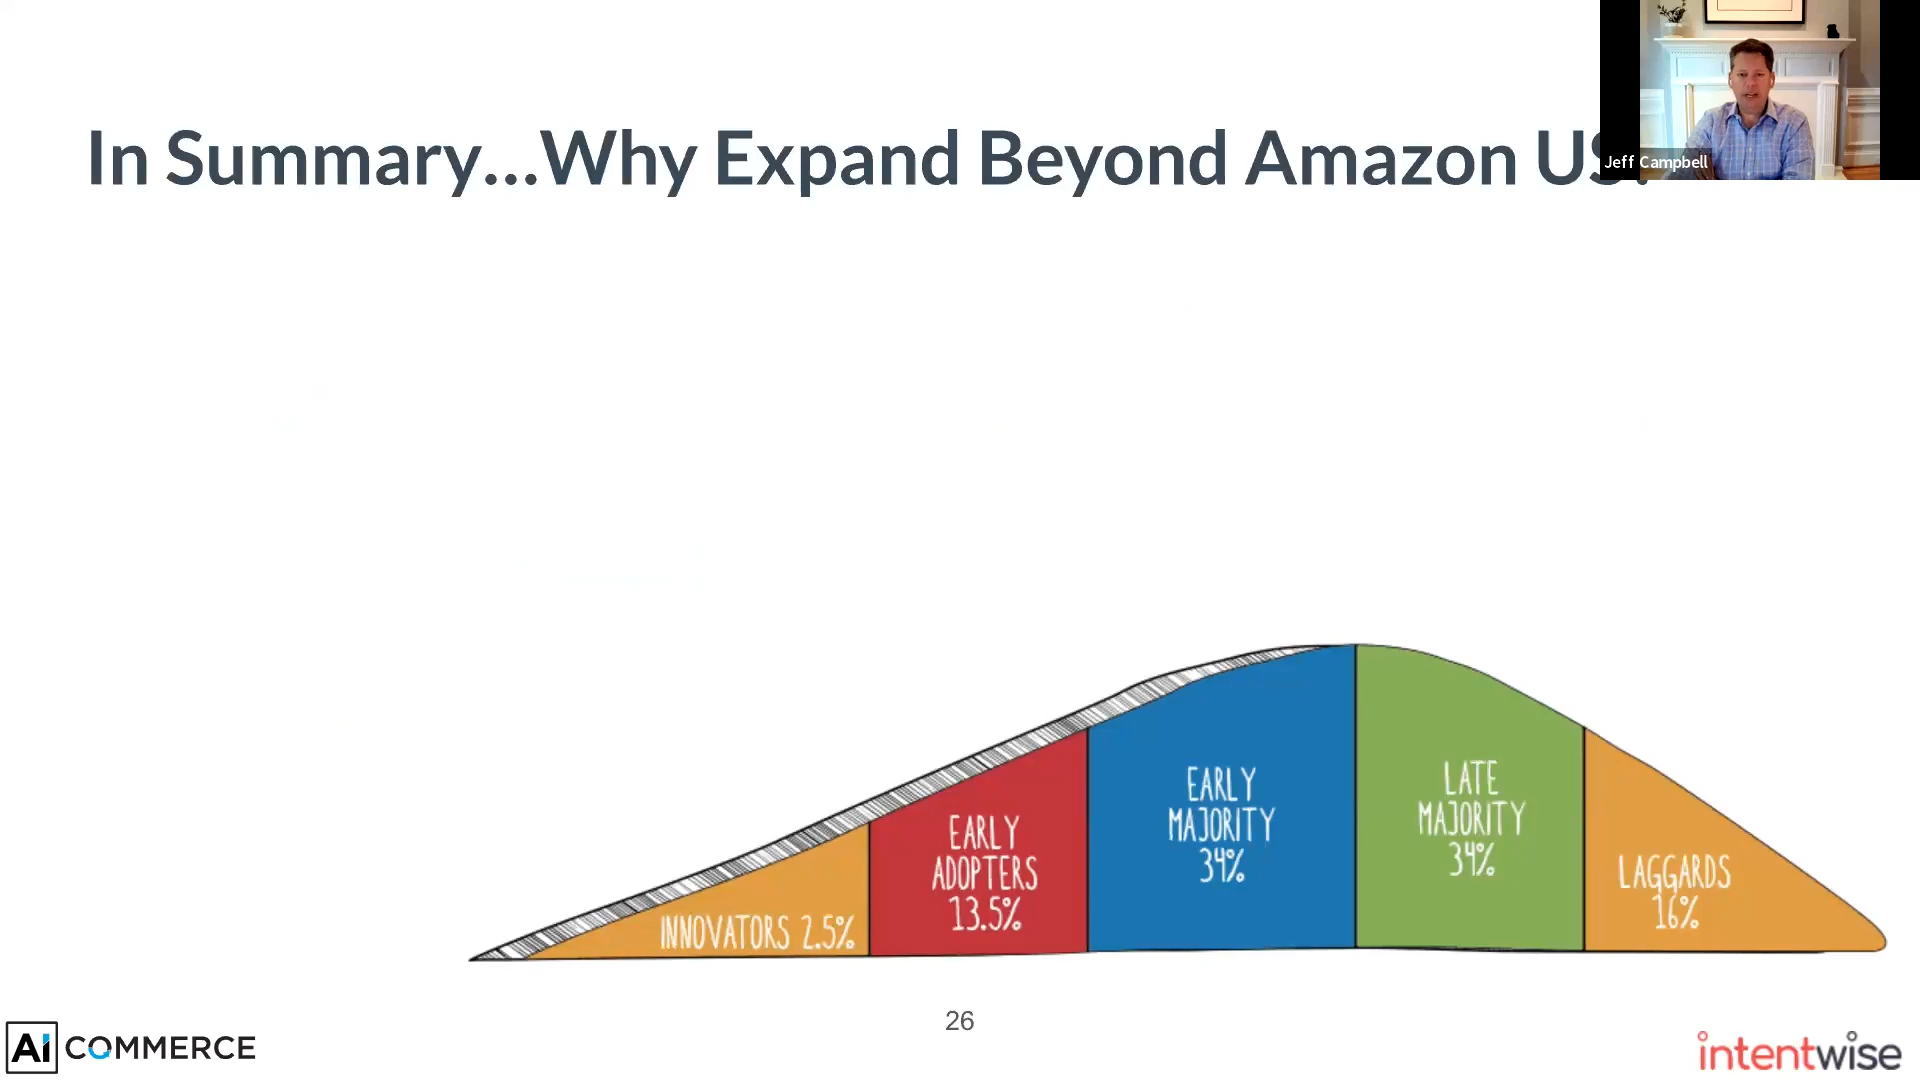 In Summary...Why Expand Beyond Amazon US?
Jeff Campbell
INNOVATORS 2.5%
EARLY
ADOPTERS
13.5%
EARLY
MAJORITY
34%
LATE
MAJORITY
34%
LAGGARDS
16%
26
Ai COMMERCE
intentwise